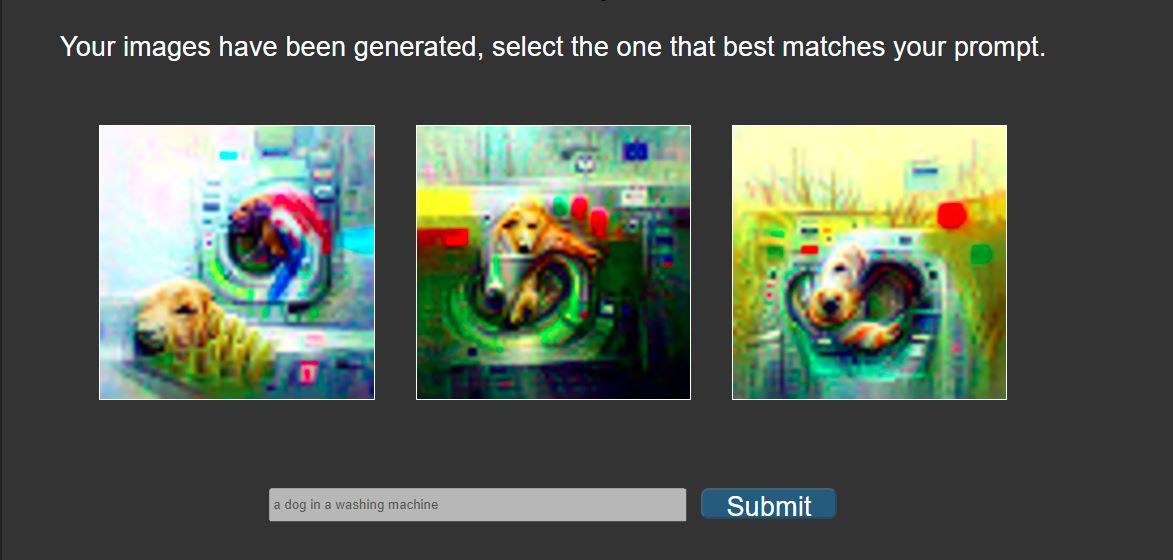 Your images have been generated, select the one that best matches your prompt.
a dog in a washing machine
Submit